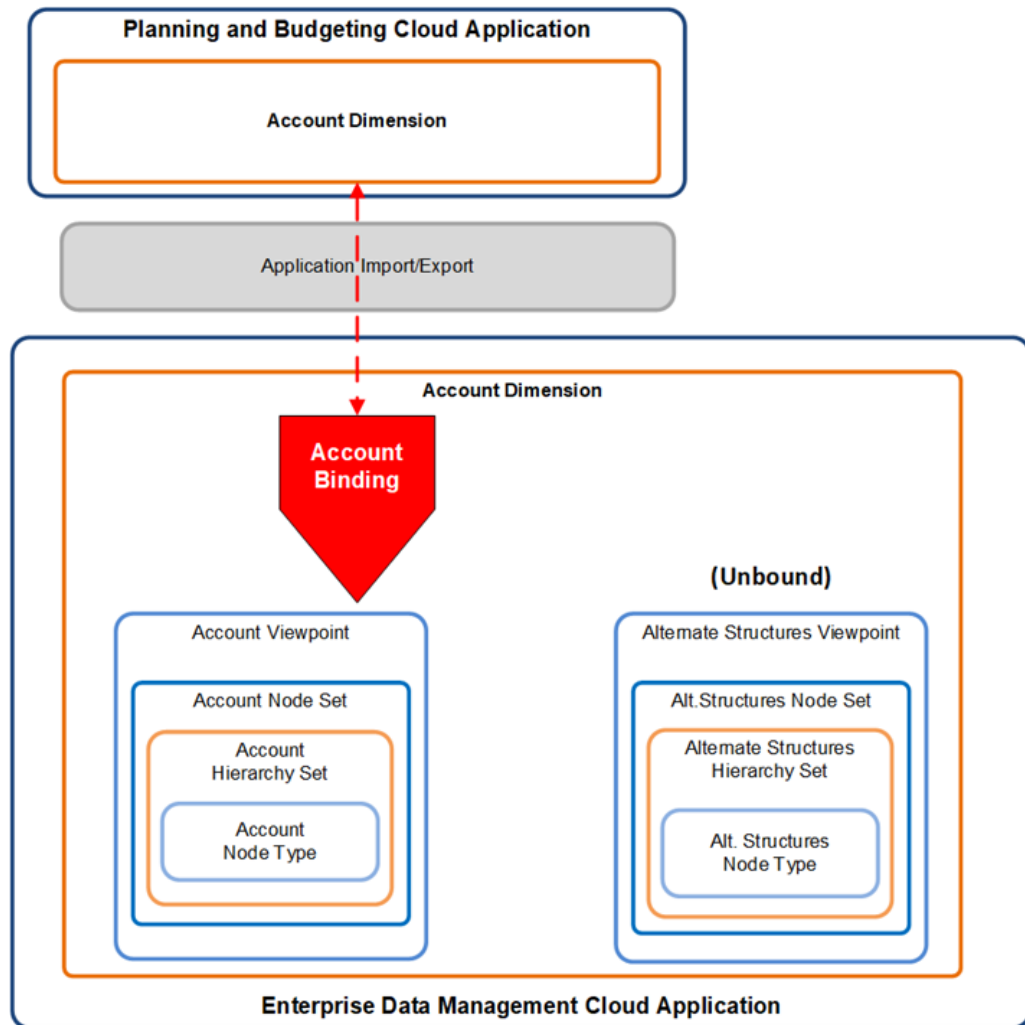 Planning and Budgeting Cloud Application
Account Dimension
Application Import/Export
Account Dimension
Account
Binding
(Unbound)
Account Viewpoint
Account Node Set
Account
Hierarchy Set
Account
Node Type
Alternate Structures Viewpoint
Alt.Structures Node Set
Alternate Structures
Hierarchy Set
Alt. Structures
Node Type
Enterprise Data Management Cloud Application